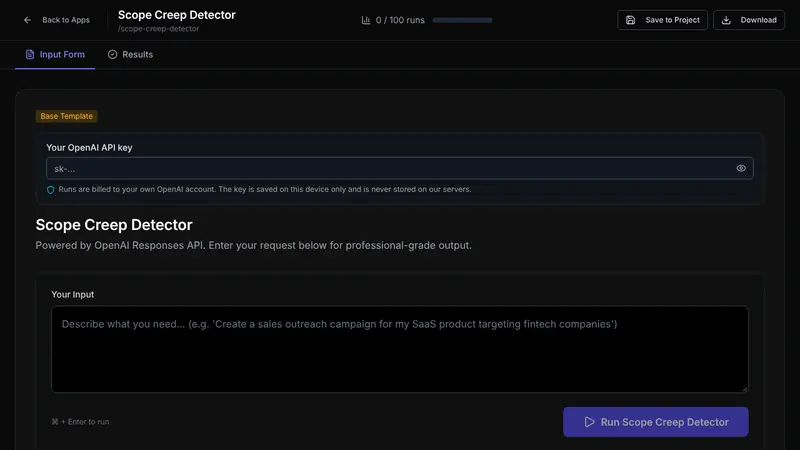 Back to Apps
Scope Creep Detector
/scope-creep-detector
0 / 100 runs
Save to Project
Download
Input Form
Results
Base Template
Your OpenAI API key
sk-...
Runs are billed to your own OpenAI account. The key is saved on this device only and is never stored on our servers.
Scope Creep Detector
Powered by OpenAI Responses API. Enter your request below for professional-grade output.
Your Input
Describe what you need... (e.g. 'Create a sales outreach campaign for my SaaS product targeting fintech companies')
⌘ + Enter to run
Run Scope Creep Detector